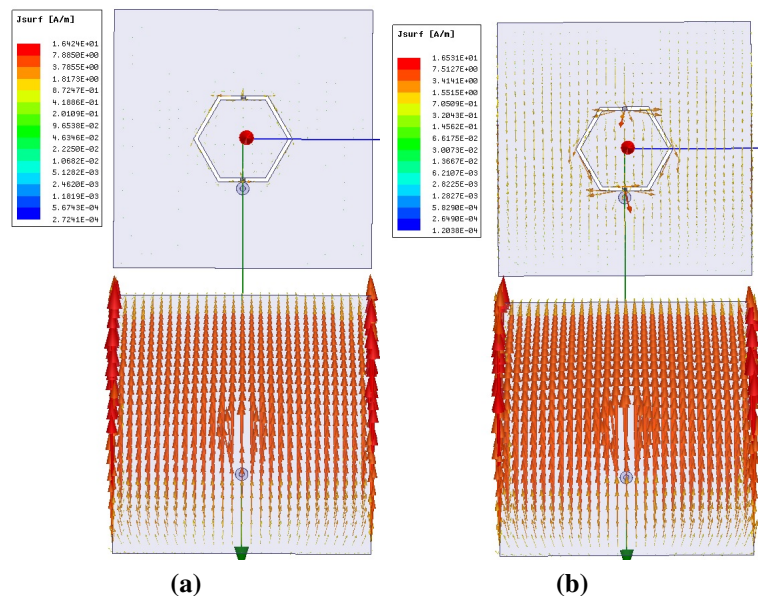 Jsurf [A/m]
1.6424E+01
7.8850E+00
3.7855E+00
1.8173E+00
8.7247E-01
4.1886E-01
2.0109E-01
9.6538E-02
4.6346E-02
2.2250E-02
1.0682E-02
5.1282E-03
2.4620E-03
1.1819E-03
5.6743E-04
2.7241E-04
Jsurf [A/m]
1.6531E+01
7.5127E+00
3.4141E+00
1.5515E+00
7.0509E-01
3.2043E-01
1.4562E-01
6.6175E-02
3.0073E-02
1.3667E-02
6.2107E-03
2.8225E-03
1.2827E-03
5.8290E-04
2.6490E-04
1.2038E-04
(a)
(b)